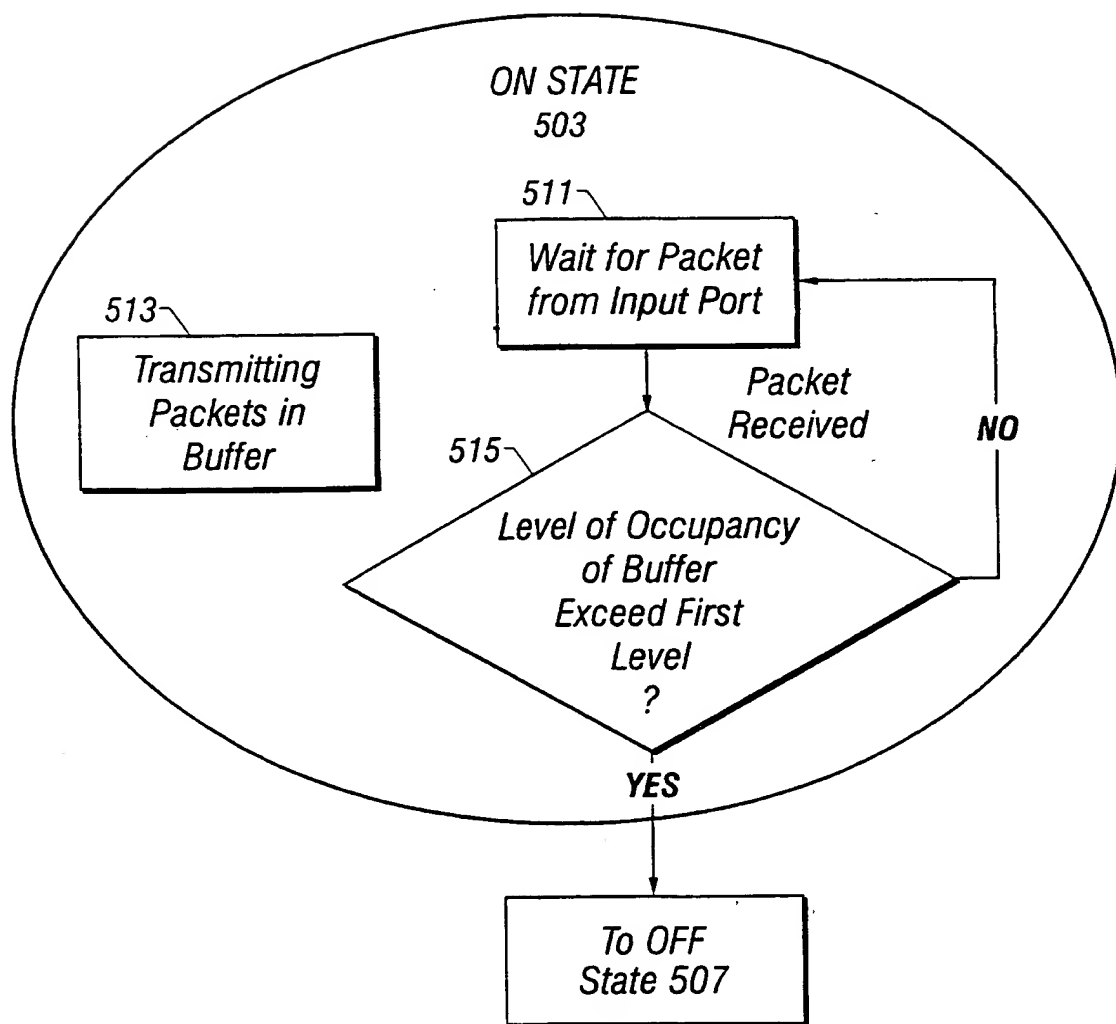 ON STATE
503
511
Wait for Packet
from Input Port
513
Transmitting
Packets in
Buffer
Packet
Received
NO
515
Level of Occupancy
of Buffer
Exceed First
Level
?
YES
To OFF
State 507